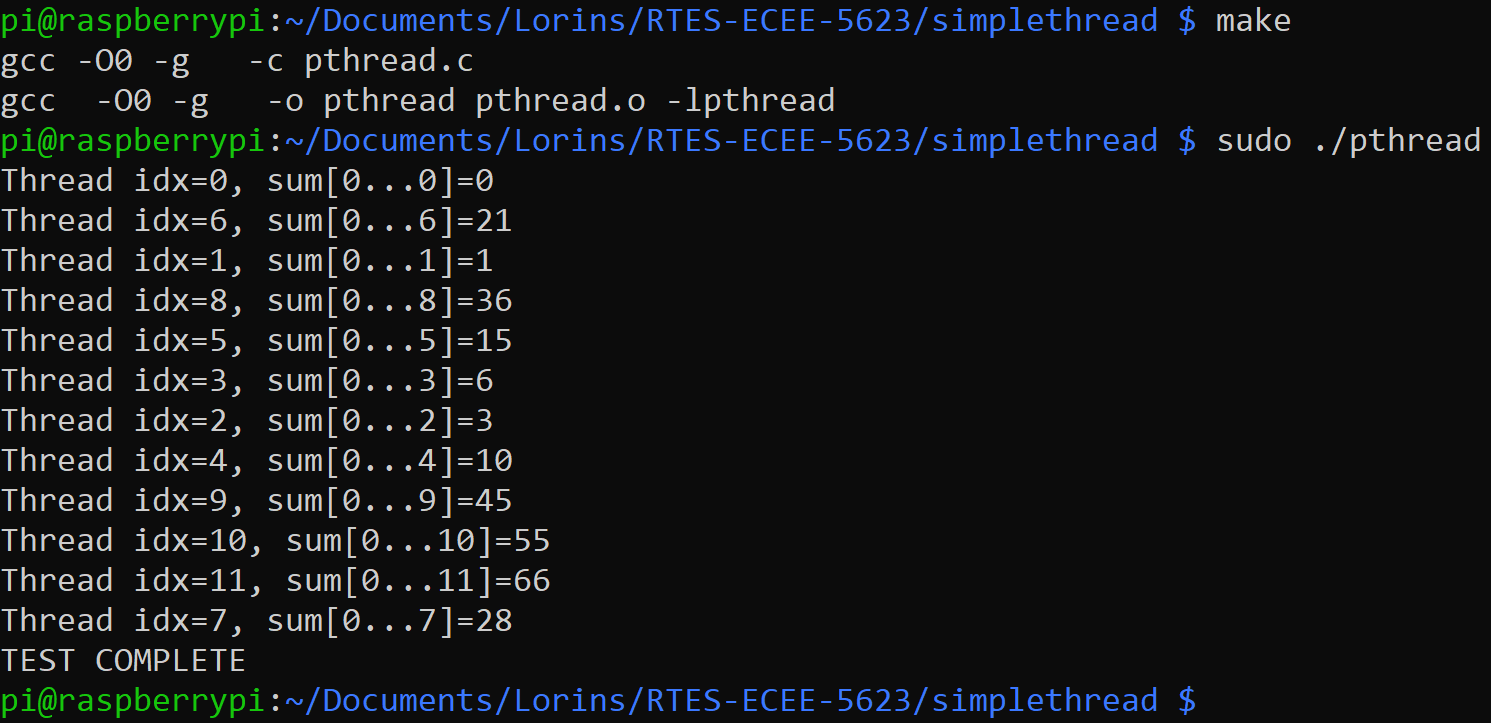 pi@raspberrypi:~/Documents/Lorins/RTES-ECEE-5623/simplethread $ make
gcc -O0 -g   -c pthread.c
gcc  -O0 -g   -o pthread pthread.o -lpthread
pi@raspberrypi:~/Documents/Lorins/RTES-ECEE-5623/simplethread $ sudo ./pthread
Thread idx=0, sum[0...0]=0
Thread idx=6, sum[0...6]=21
Thread idx=1, sum[0...1]=1
Thread idx=8, sum[0...8]=36
Thread idx=5, sum[0...5]=15
Thread idx=3, sum[0...3]=6
Thread idx=2, sum[0...2]=3
Thread idx=4, sum[0...4]=10
Thread idx=9, sum[0...9]=45
Thread idx=10, sum[0...10]=55
Thread idx=11, sum[0...11]=66
Thread idx=7, sum[0...7]=28
TEST COMPLETE
pi@raspberrypi:~/Documents/Lorins/RTES-ECEE-5623/simplethread $